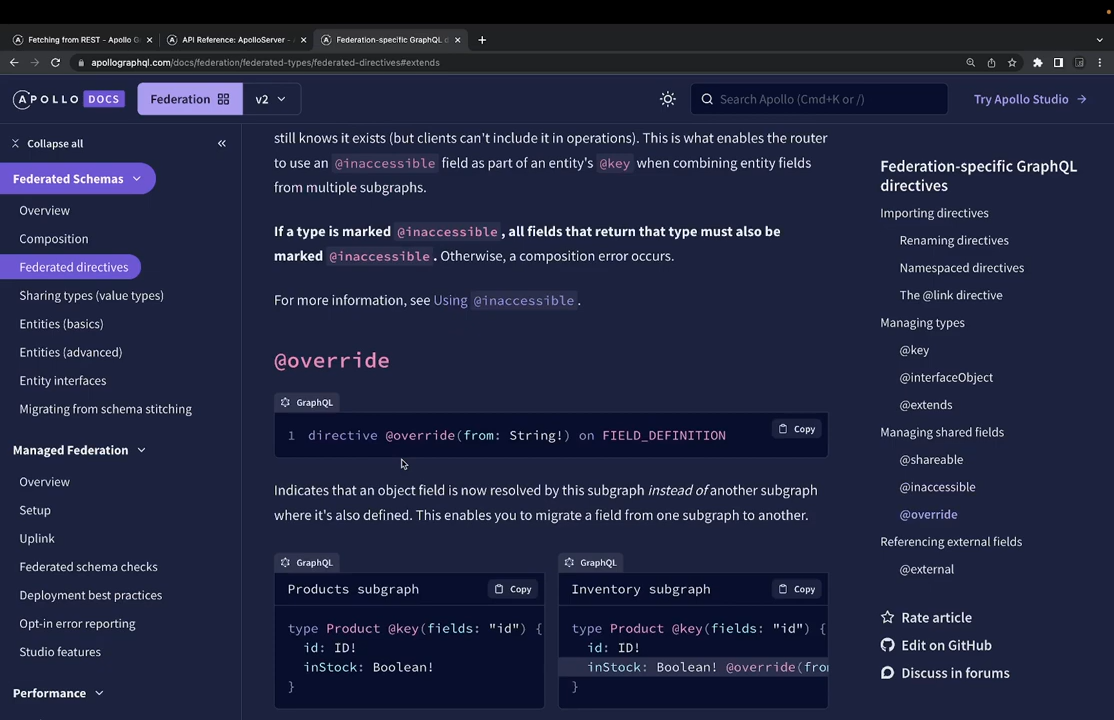 Fetching from REST - Apollo G
API Reference: ApolloServer -
Federation-specific GraphQL d
apollographql.com/docs/federation/federated-types/federated-directives#extends
APOLLO DOCS
Federation
v2
Search Apollo (Cmd+K or /)
Try Apollo Studio
Collapse all
Federated Schemas
Overview
Composition
Federated directives
Sharing types (value types)
Entities (basics)
Entities (advanced)
Entity interfaces
Migrating from schema stitching
Managed Federation
Overview
Setup
Uplink
Federated schema checks
Deployment best practices
Opt-in error reporting
Studio features
Performance
still knows it exists (but clients can't include it in operations). This is what enables the router
to use an @inaccessible field as part of an entity's @key when combining entity fields
from multiple subgraphs.
If a type is marked @inaccessible, all fields that return that type must also be
marked @inaccessible. Otherwise, a composition error occurs.
For more information, see Using @inaccessible.
@override
GraphQL
1 directive @override(from: String!) on FIELD_DEFINITION
Copy
Indicates that an object field is now resolved by this subgraph instead of another subgraph
where it's also defined. This enables you to migrate a field from one subgraph to another.
GraphQL
Products subgraph
Copy
type Product @key(fields: "id") {
id: ID!
inStock: Boolean!
}
GraphQL
Inventory subgraph
Copy
type Product @key(fields: "id") {
id: ID!
inStock: Boolean! @override(from
}
Federation-specific GraphQL
directives
Importing directives
Renaming directives
Namespaced directives
The @link directive
Managing types
@key
@interfaceObject
@extends
Managing shared fields
@shareable
@inaccessible
@override
Referencing external fields
@external
Rate article
Edit on GitHub
Discuss in forums